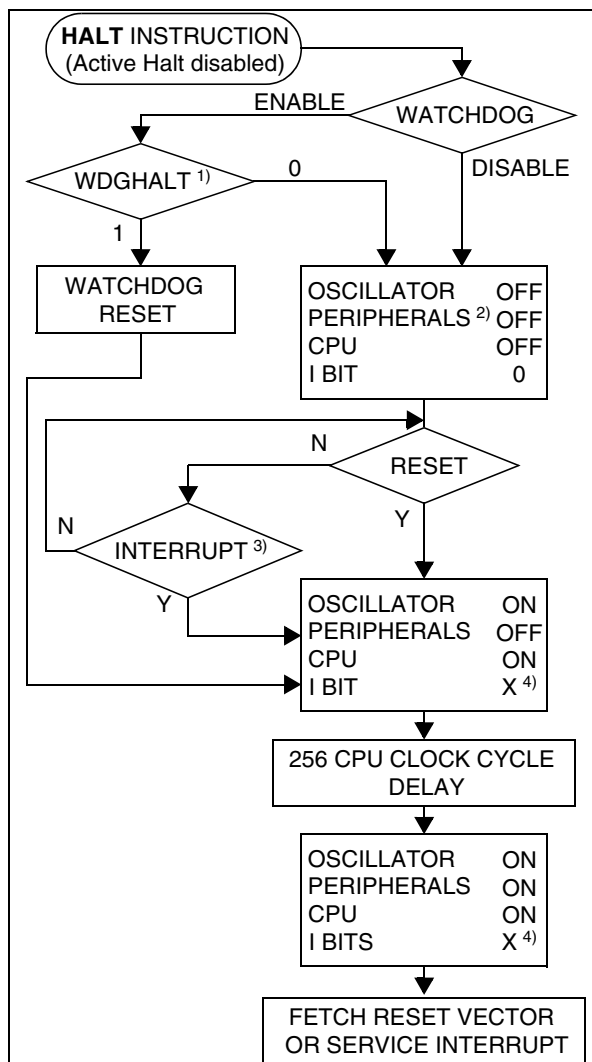 HALT INSTRUCTION
(Active Halt disabled)
WATCHDOG
ENABLE
DISABLE
WDGHALT 1)
0
1
WATCHDOG
RESET
OSCILLATOR OFF
PERIPHERALS 2) OFF
CPU OFF
I BIT 0
RESET
N
Y
INTERRUPT 3)
N
Y
OSCILLATOR ON
PERIPHERALS OFF
CPU ON
I BIT X 4)
256 CPU CLOCK CYCLE
DELAY
OSCILLATOR ON
PERIPHERALS ON
CPU ON
I BITS X 4)
FETCH RESET VECTOR
OR SERVICE INTERRUPT